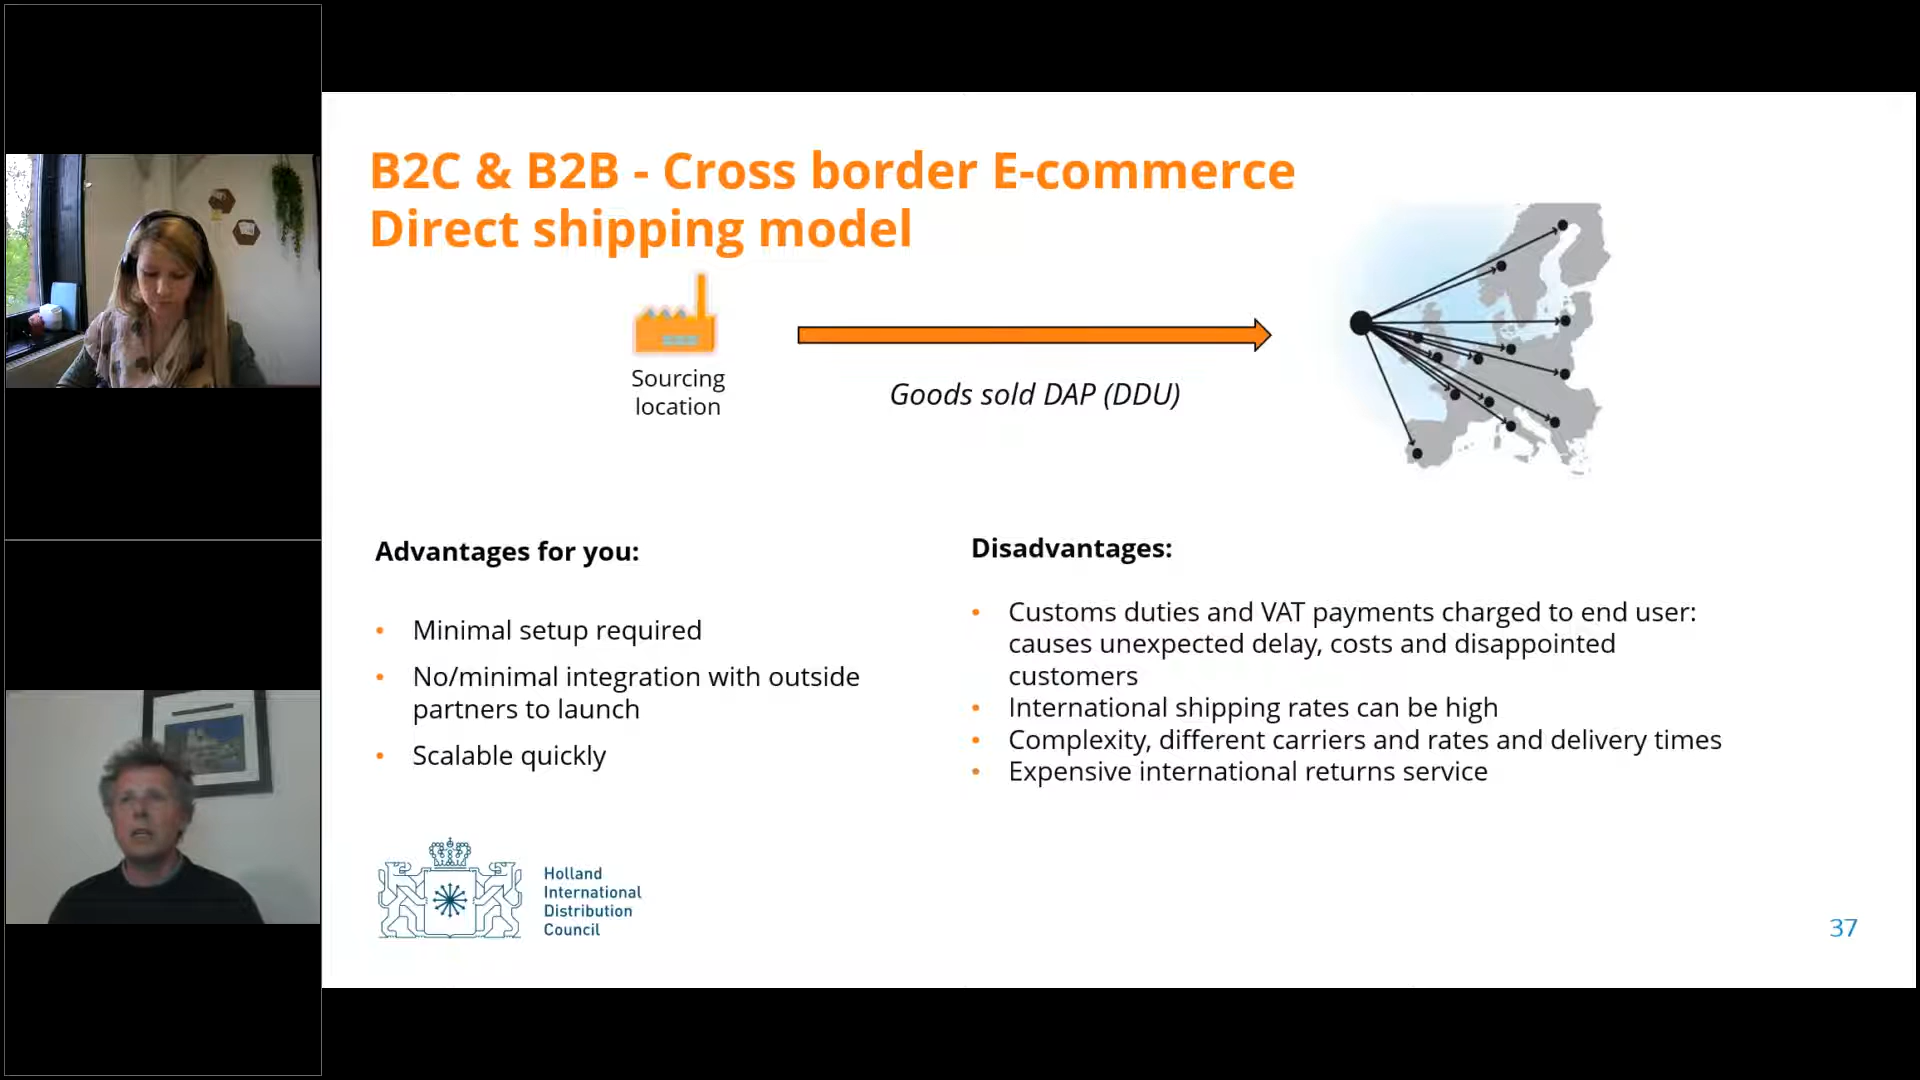 B2C & B2B - Cross border E-commerce
Direct shipping model
Sourcing
location
Goods sold DAP (DDU)
Advantages for you:
• Minimal setup required
• No/minimal integration with outside
partners to launch
• Scalable quickly
Disadvantages:
• Customs duties and VAT payments charged to end user:
causes unexpected delay, costs and disappointed
customers
• International shipping rates can be high
• Complexity, different carriers and rates and delivery times
• Expensive international returns service
Holland
International
Distribution
Council
37